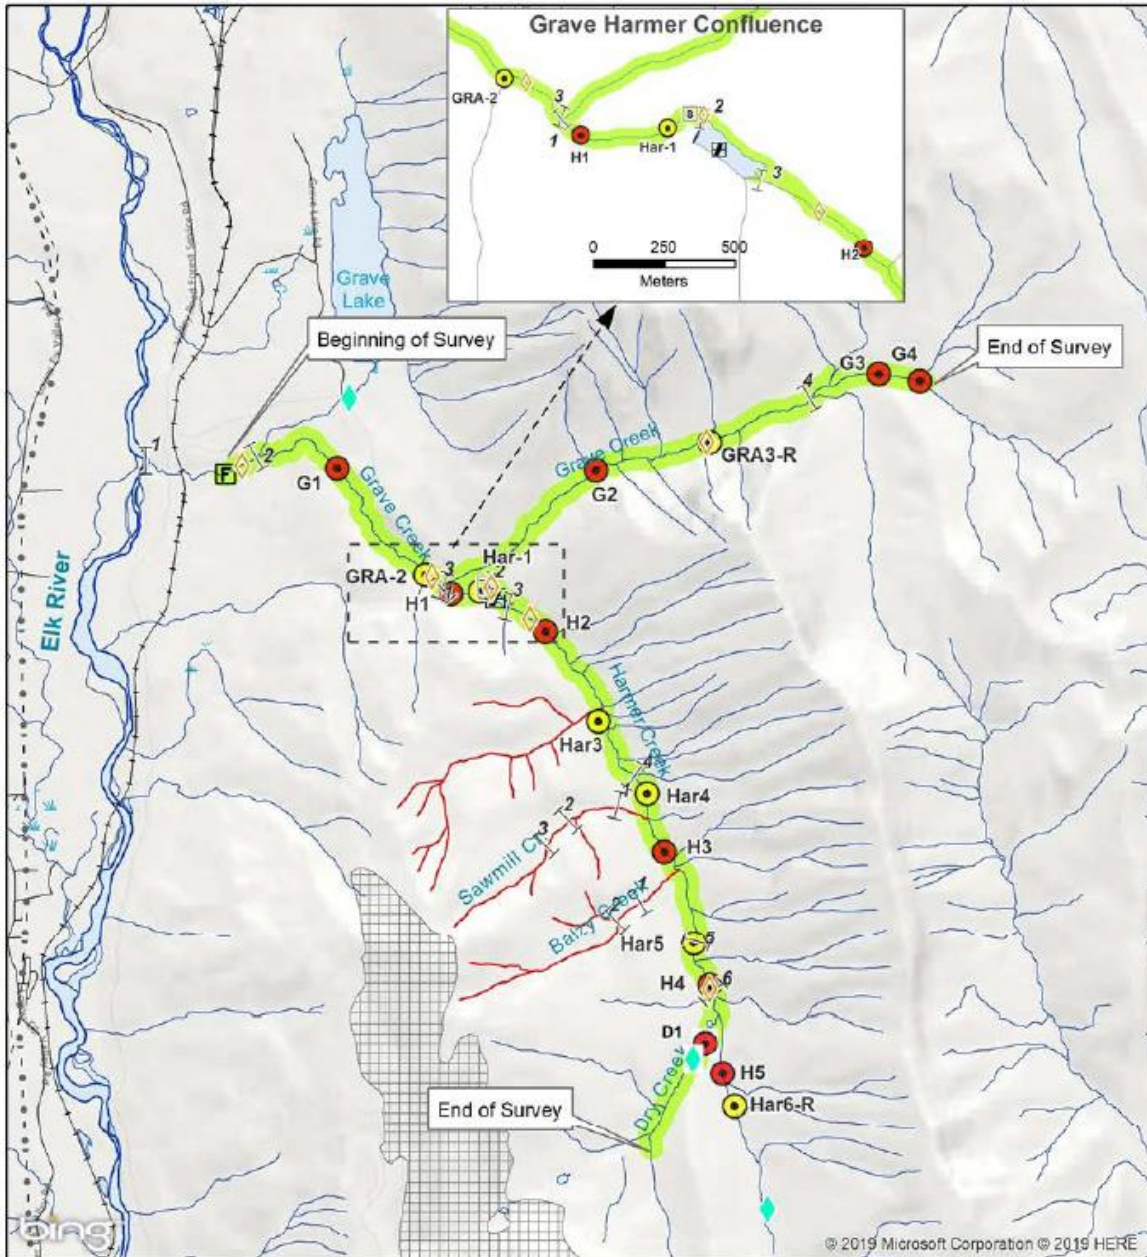 Grave Harmer Confluence
GRA-2
3
1
H1
Har-1
B
2
3
H2
0 250 500
Meters
Grave
Lake
Beginning of Survey
End of Survey
G3
G4
4
GRA3-R
Grave Creek
G2
1
2
F
G1
Grave Creek
Elk River
GRA-2
3
Har-1
2
H1
3
H2
Harmer Creek
Har3
4
1
Har4
2
3
Sawmill Cr.
H3
Balzy Creek
1
2
Har5
5
H4
6
D1
H5
Har6-R
Dry Creek
End of Survey
bing
© 2019 Microsoft Corporation © 2019 HERE